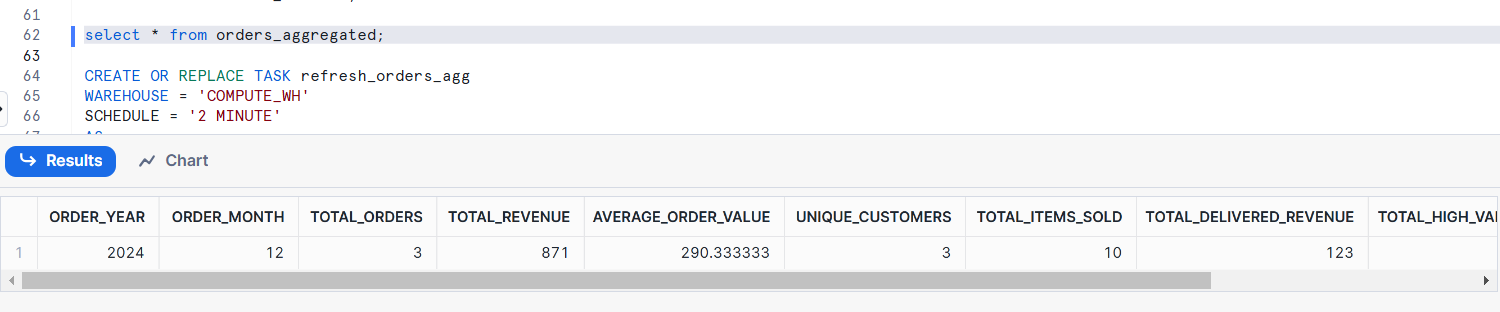 61
62 select * from orders_aggregated;
63
64 CREATE OR REPLACE TASK refresh_orders_agg
65 WAREHOUSE = 'COMPUTE_WH'
66 SCHEDULE = '2 MINUTE'
Results Chart
ORDER_YEAR ORDER_MONTH TOTAL_ORDERS TOTAL_REVENUE AVERAGE_ORDER_VALUE UNIQUE_CUSTOMERS TOTAL_ITEMS_SOLD TOTAL_DELIVERED_REVENUE TOTAL_HIGH_VA
1 2024 12 3 871 290.333333 3 10 123